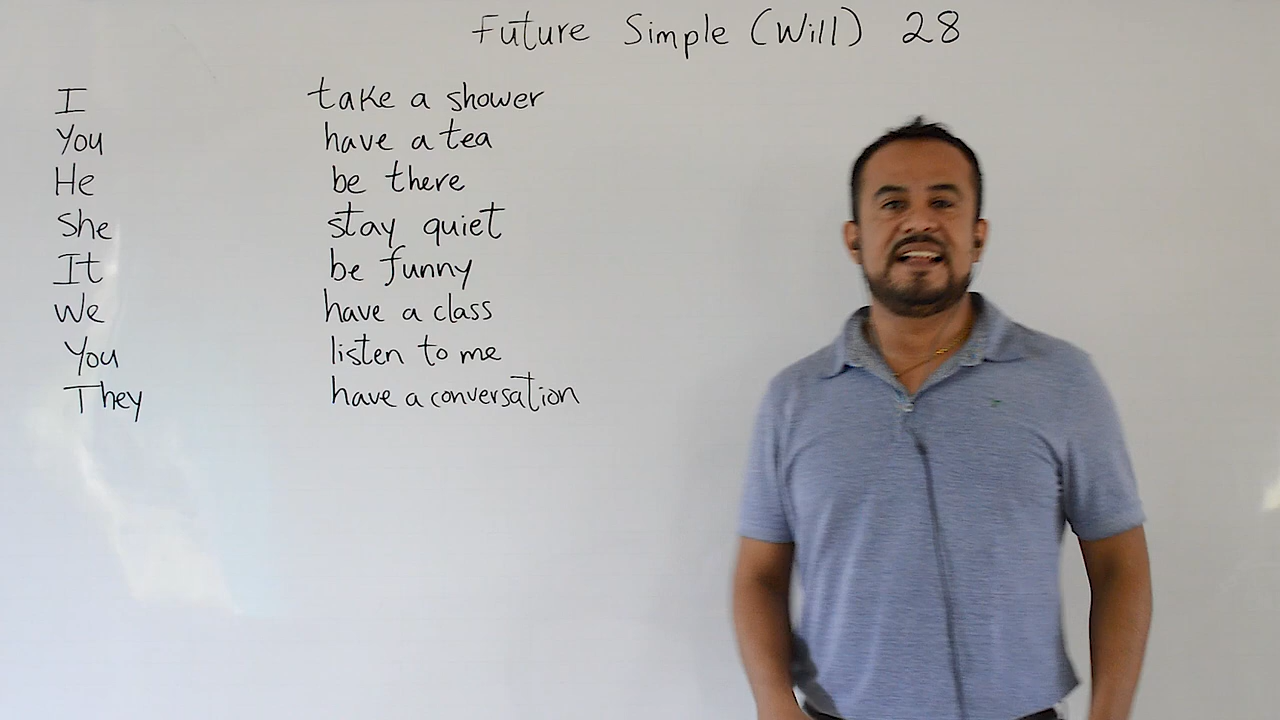 Future Simple (Will) 28
I take a shower
You have a tea
He be there
She stay quiet
It be funny
We have a class
You listen to me
They have a conversation